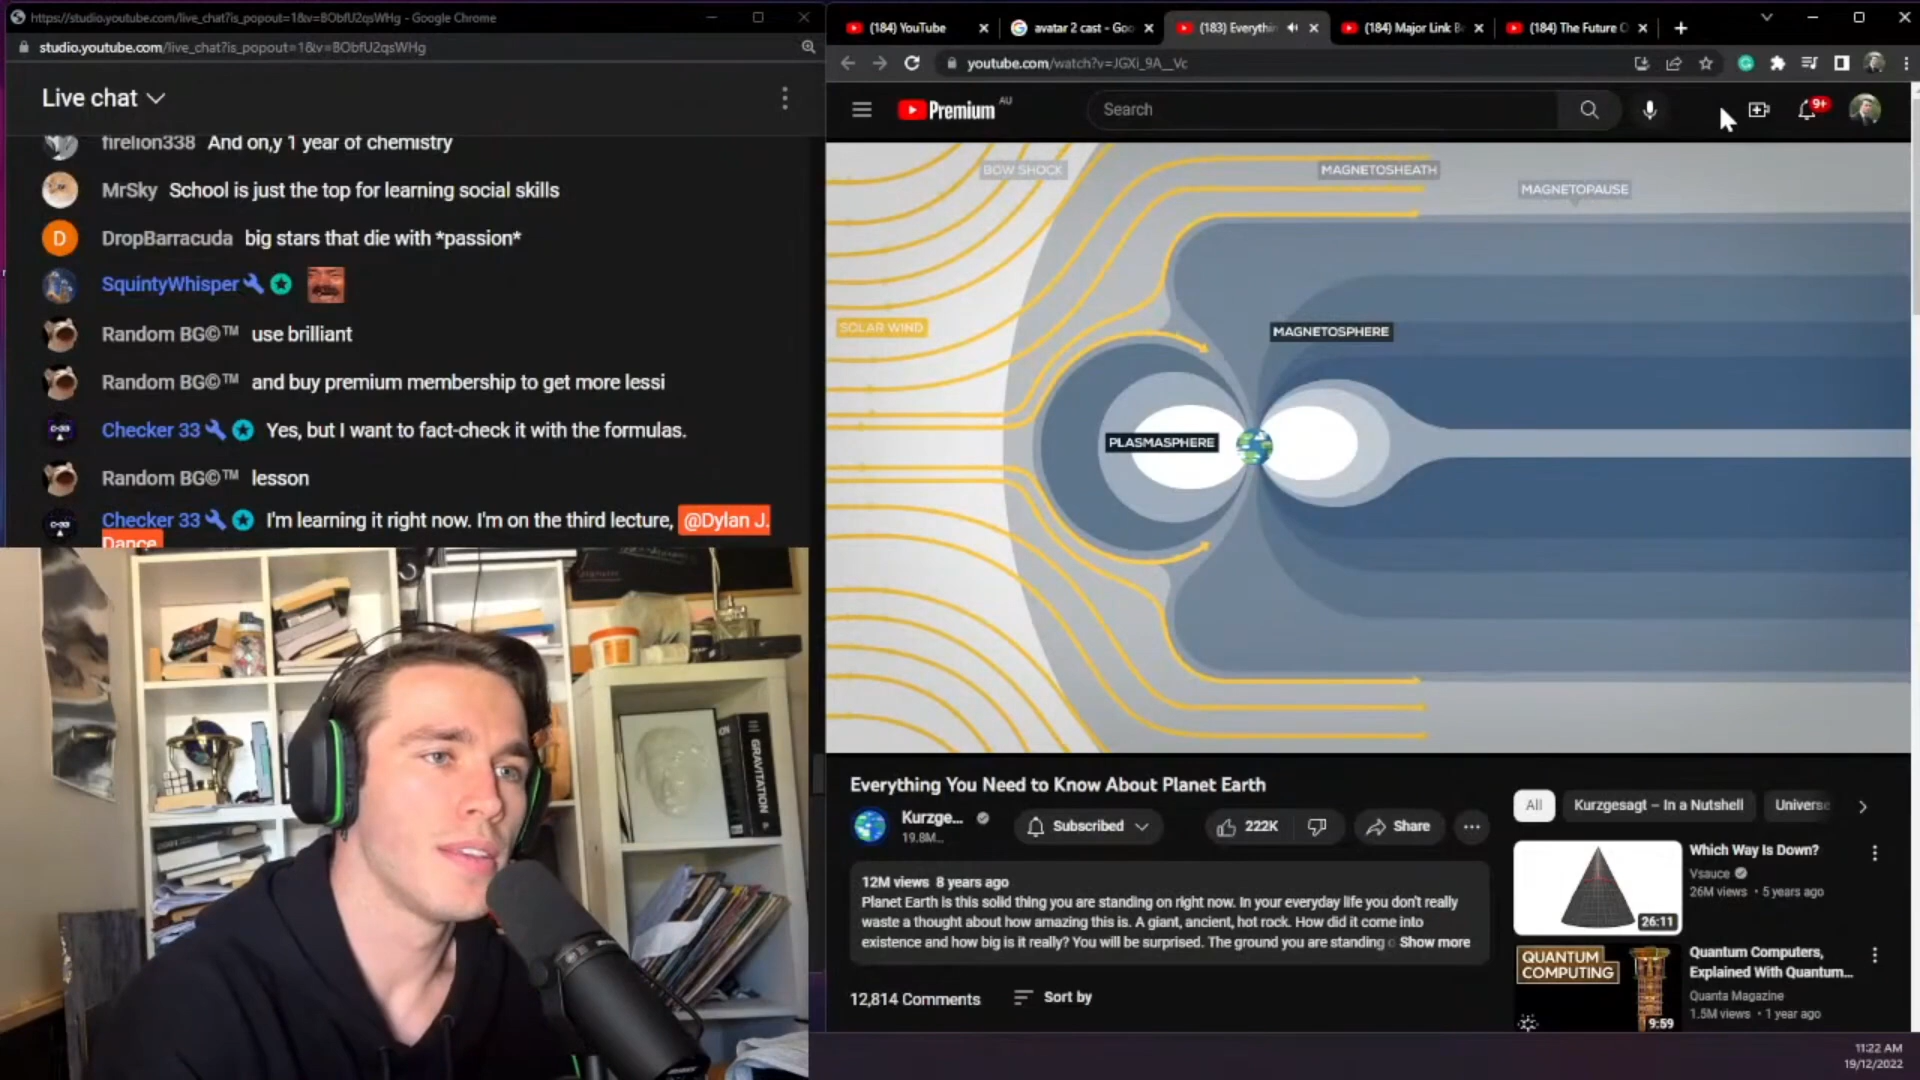 https://studio.youtube.com/live_chat?is_popout=1&v=BObfU2qsWHg - Google Chrome
studio.youtube.com/live_chat?is_popout=1&v=BObfU2qsWHg
Live chat
firelion338 And on,y 1 year of chemistry
MrSky School is just the top for learning social skills
D
DropBarracuda big stars that die with *passion*
SquintyWhisper
Random BG©™ use brilliant
Random BG©™ and buy premium membership to get more lessi
Checker 33 Yes, but I want to fact-check it with the formulas.
Random BG©™ lesson
Checker 33 I'm learning it right now. I'm on the third lecture, @Dylan J.
Dance
GRAVITATION
(184) YouTube
avatar 2 cast - Goo
(183) Everythin
(184) Major Link B
(184) The Future O
youtube.com/watch?v=JGXi_9A__Vc
Premium AU
Search
9+
BOW SHOCK
MAGNETOSHEATH
MAGNETOPAUSE
SOLAR WIND
MAGNETOSPHERE
PLASMASPHERE
Everything You Need to Know About Planet Earth
Kurzge...
19.8M...
Subscribed
222K
Share
12M views 8 years ago
Planet Earth is this solid thing you are standing on right now. In your everyday life you don't really
waste a thought about how amazing this is. A giant, ancient, hot rock. How did it come into
existence and how big is it really? You will be surprised. The ground you are standing o Show more
12,814 Comments
Sort by
All
Kurzgesagt – In a Nutshell
Universe
Which Way Is Down?
Vsauce
26M views • 5 years ago
26:11
QUANTUM
COMPUTING
9:59
Quantum Computers,
Explained With Quantum...
Quanta Magazine
1.5M views • 1 year ago
11:22 AM
19/12/2022